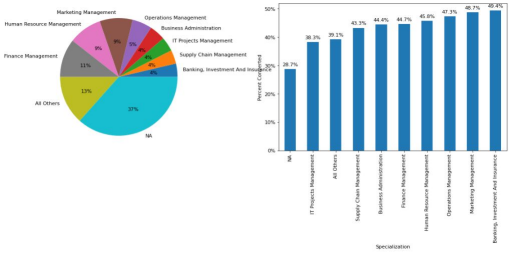 Marketing Management
Human Resource Management
Finance Management
All Others
NA
Operations Management
Business Administration
IT Projects Management
Supply Chain Management
Banking, Investment And Insurance
9%
9%
11%
13%
37%
5%
4%
4%
4%
4%
Percent Converted
50%
40%
30%
20%
10%
0%
28.7%
38.3%
39.1%
43.3%
44.4%
44.7%
45.8%
47.3%
48.7%
49.4%
NA
IT Projects Management
All Others
Supply Chain Management
Business Administration
Finance Management
Human Resource Management
Operations Management
Marketing Management
Banking, Investment And Insurance
Specialization